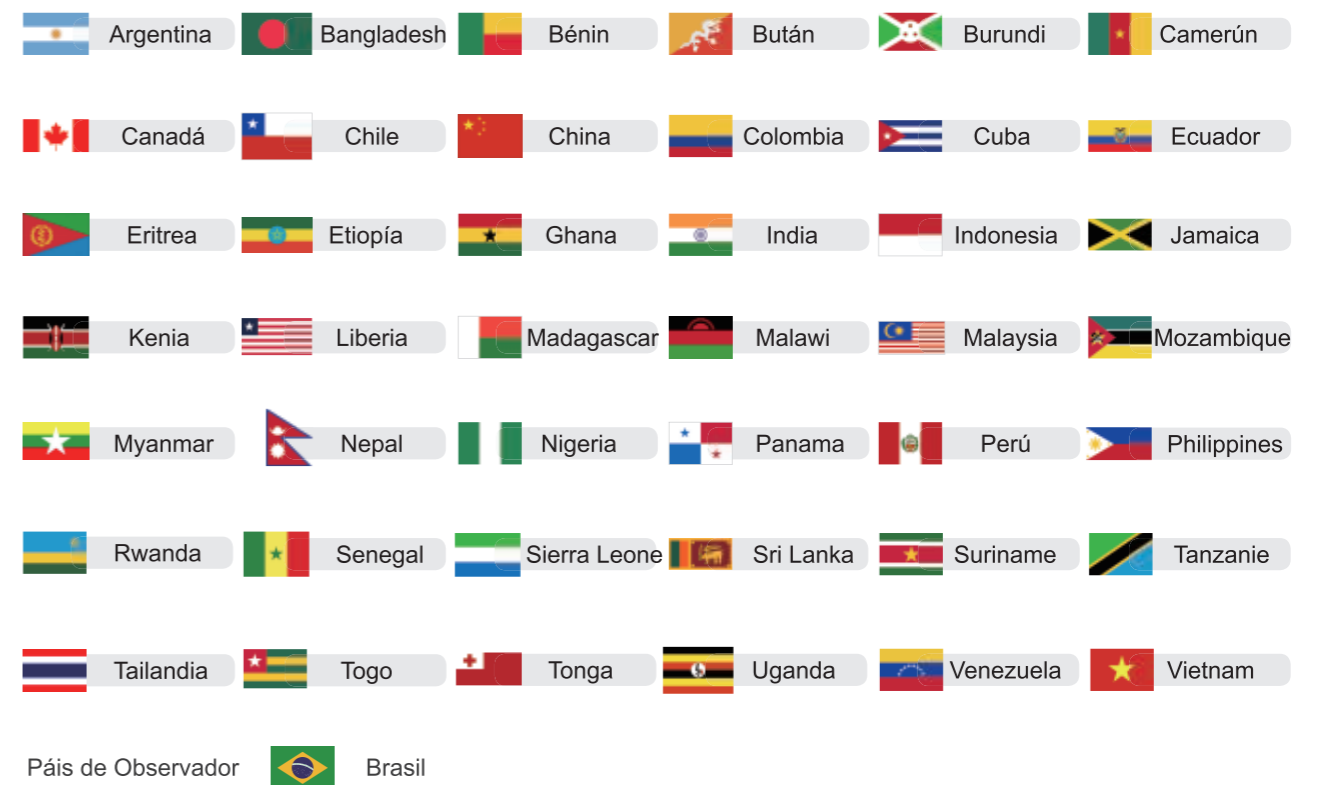 Argentina Bangladesh Bénin Bután Burundi Camerún
Canadá Chile China Colombia Cuba Ecuador
Eritrea Etiopía Ghana India Indonesia Jamaica
Kenia Liberia Madagascar Malawi Malaysia Mozambique
Myanmar Nepal Nigeria Panama Perú Philippines
Rwanda Senegal Sierra Leone Sri Lanka Suriname Tanzanie
Tailandia Togo Tonga Uganda Venezuela Vietnam
Páis de Observador Brasil